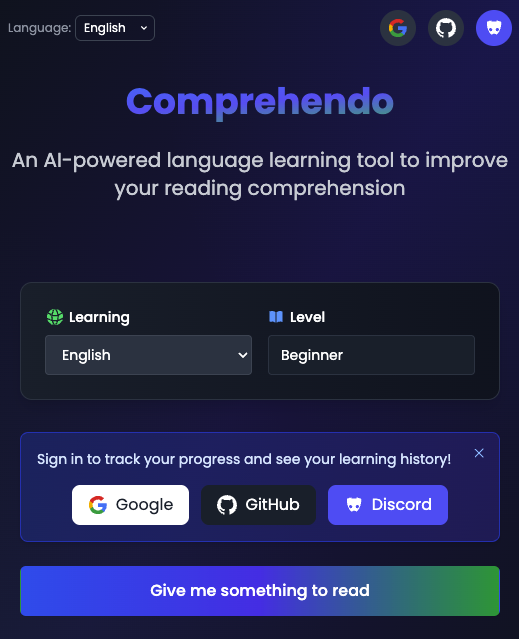 Language: English
Comprehendo
An AI-powered language learning tool to improve
your reading comprehension
Learning
Level
English
Beginner
Sign in to track your progress and see your learning history!
Google
GitHub
Discord
Give me something to read